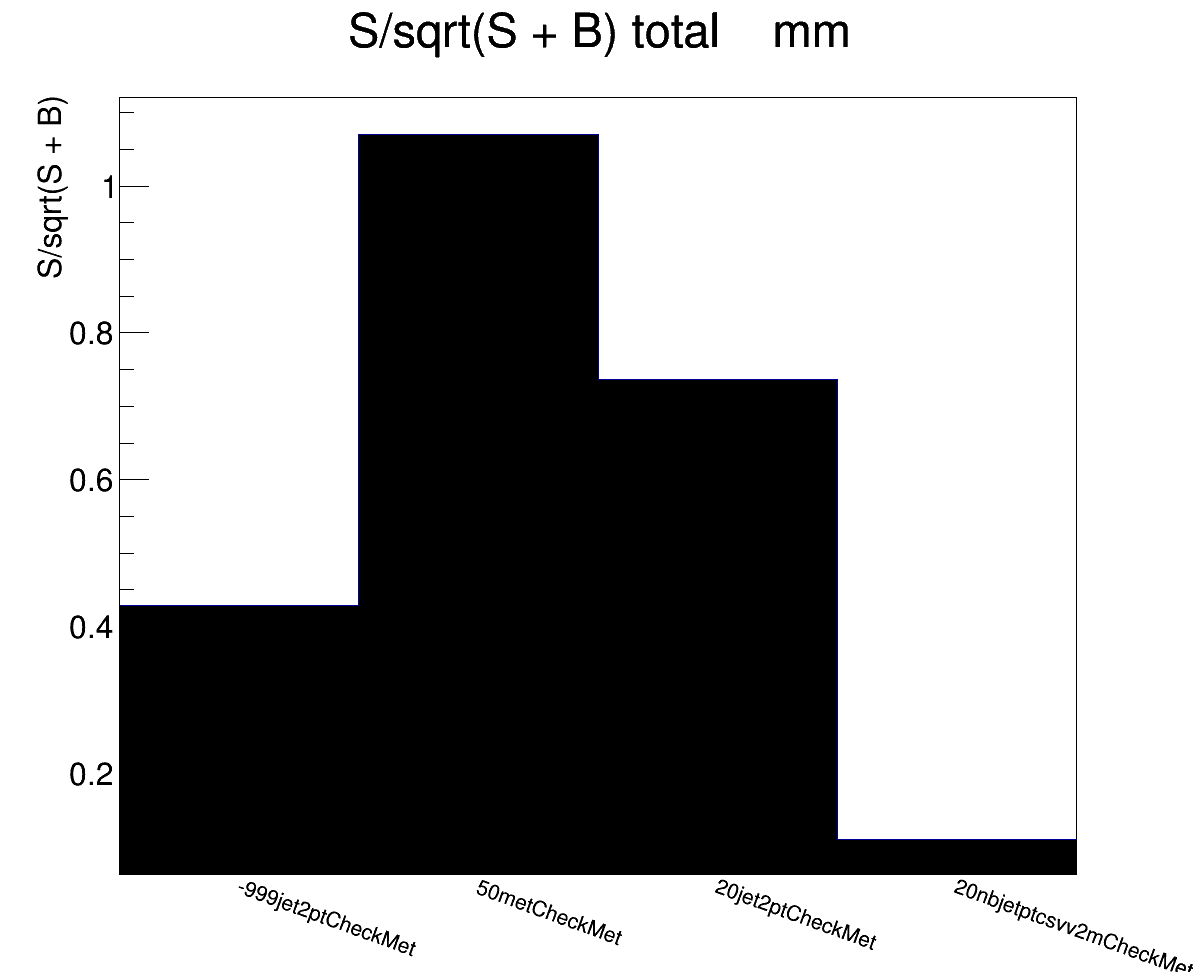 S/sqrt(S + B) total mm
S/sqrt(S + B)
1
0.8
0.6
0.4
0.2
-999jet2ptCheckMet
50metCheckMet
20jet2ptCheckMet
20nbjetptcsvv2mCheckMet